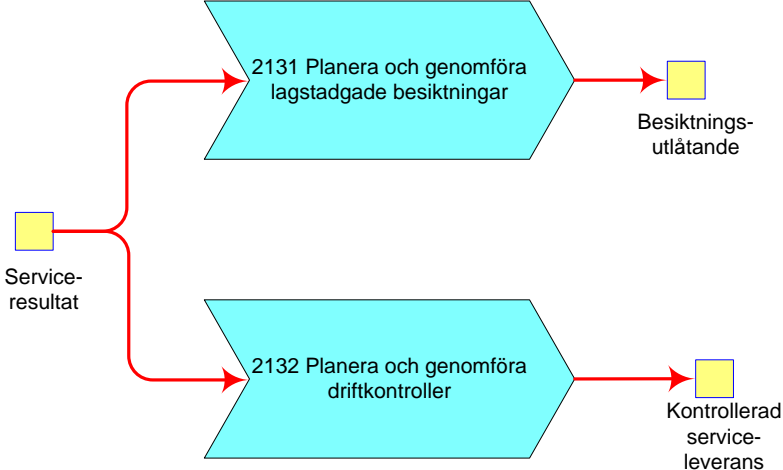 2131 Planera och genomföra
lagstadgade besiktningar
Besiktnings-
utlåtande
Service-
resultat
2132 Planera och genomföra
driftkontroller
Kontrollerad
service-
leverans